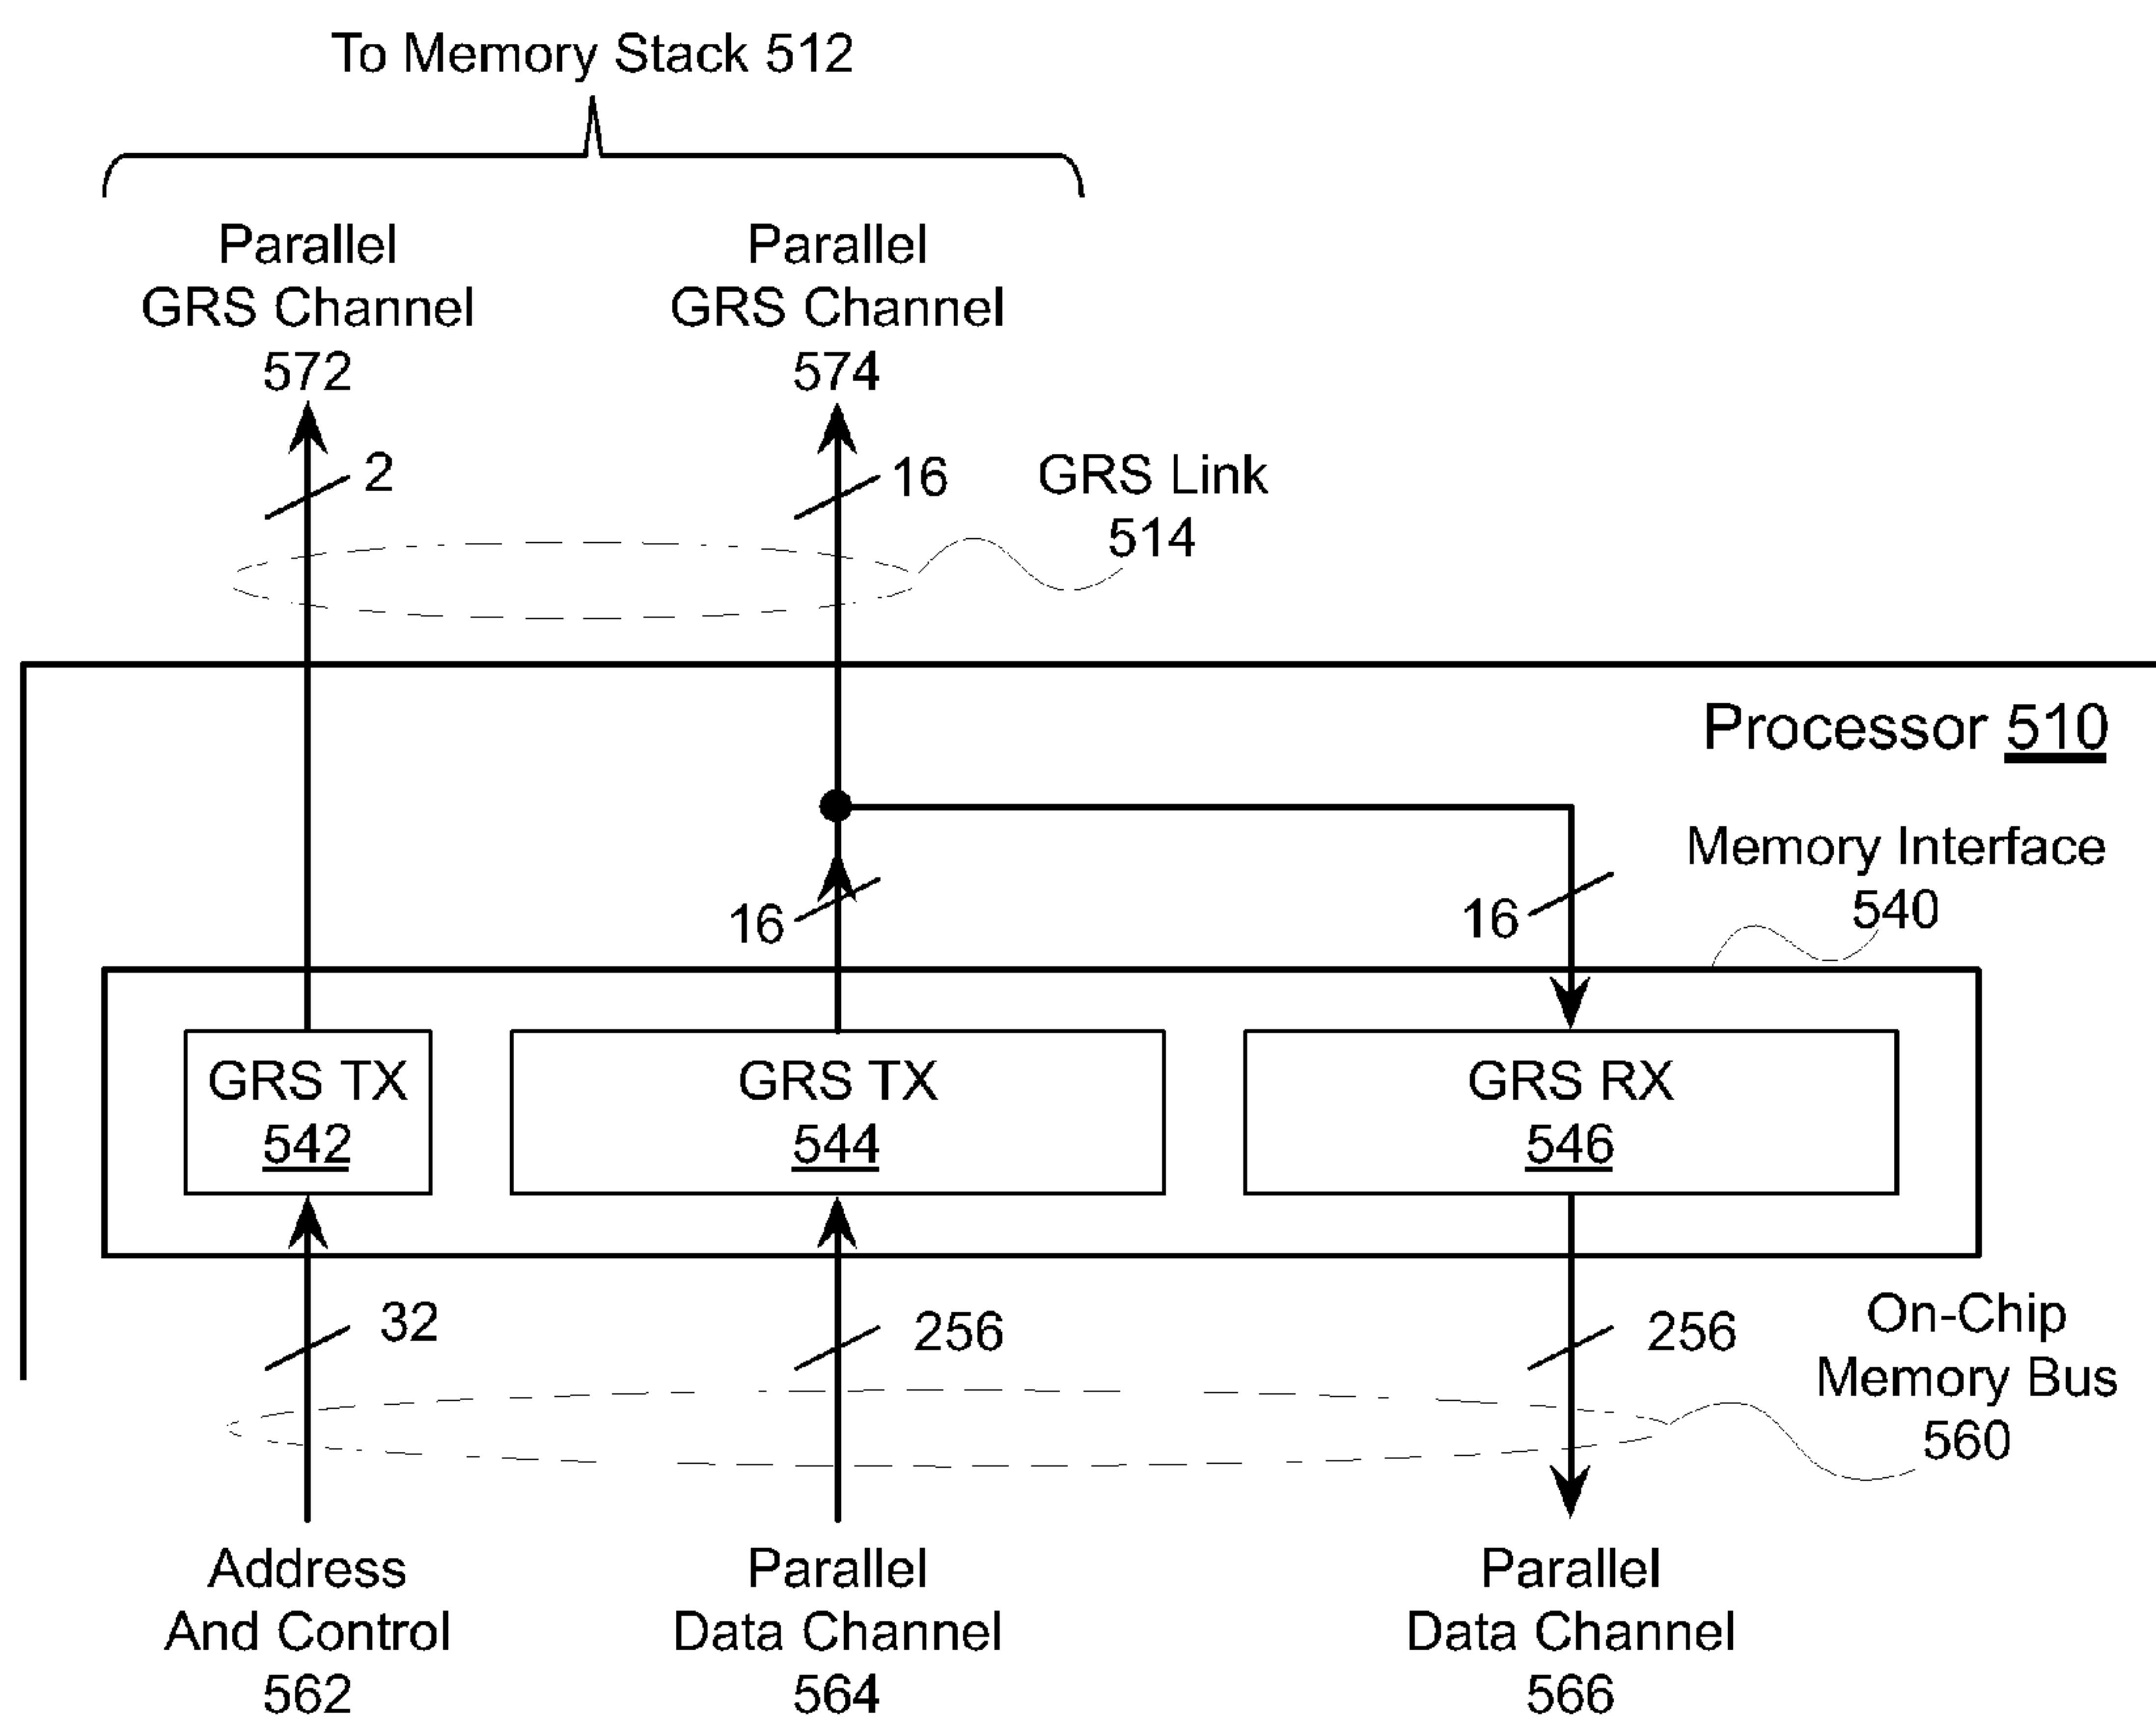 To Memory Stack 512
Parallel
GRS Channel
572
Parallel
GRS Channel
574
2
16
GRS Link
514
Processor 510
Memory Interface
540
16
16
GRS TX
542
GRS TX
544
GRS RX
546
32
256
256
On-Chip
Memory Bus
560
Address
And Control
562
Parallel
Data Channel
564
Parallel
Data Channel
566